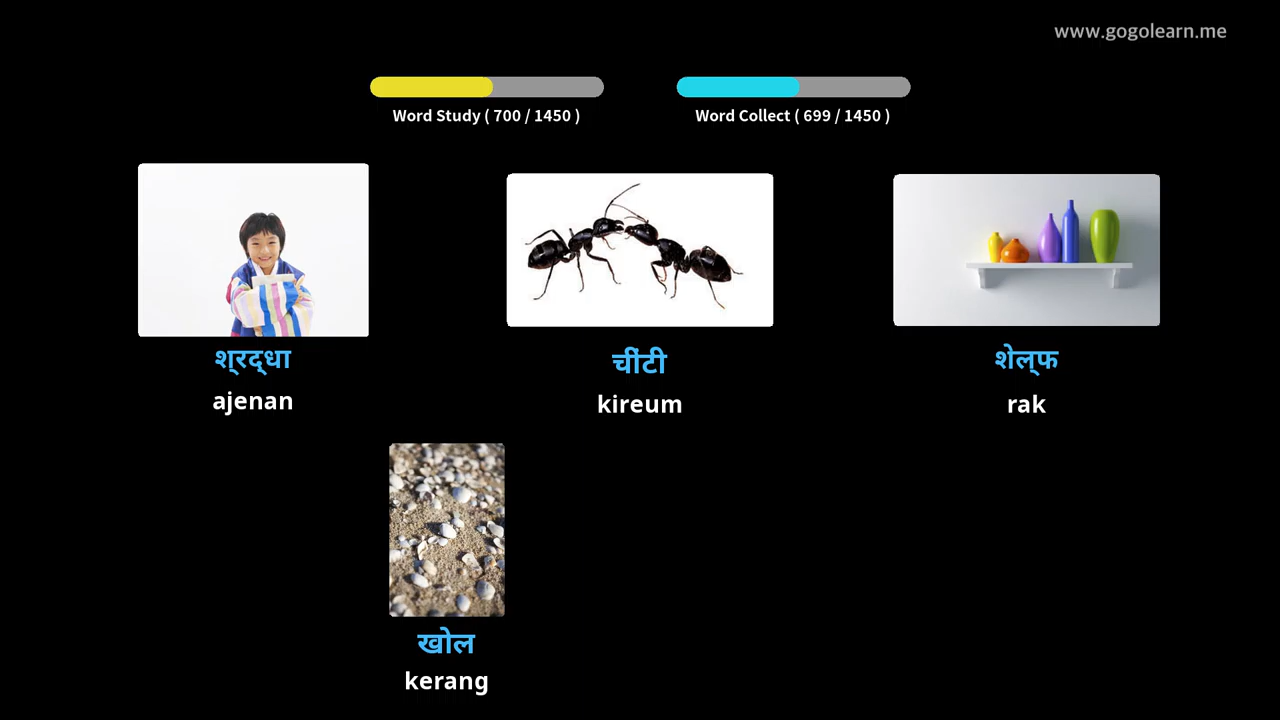 www.gogolearn.me
Word Study ( 700 / 1450 )
Word Collect ( 699 / 1450 )
श्रद्धा
ajenan
चींटी
kireum
शेल्फ
rak
खोल
kerang